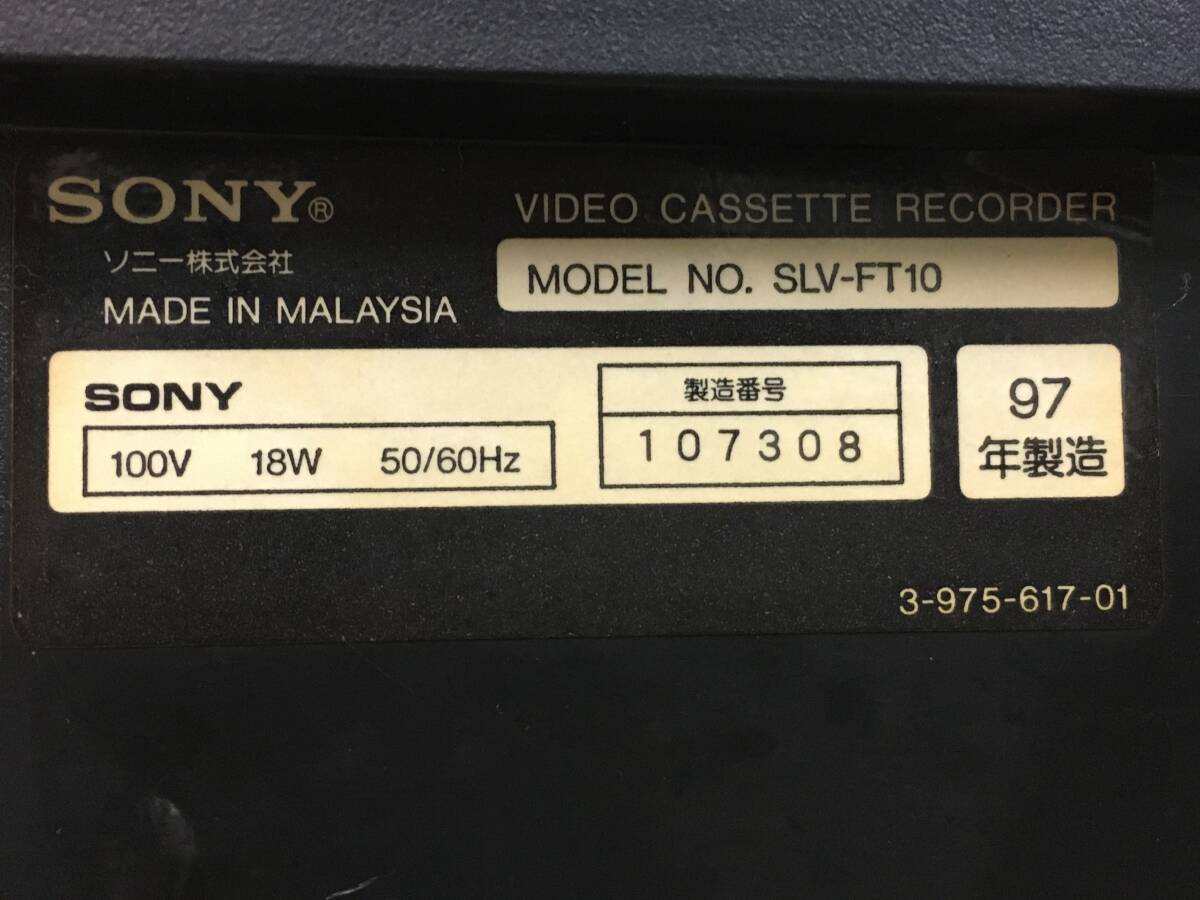 SONY®
VIDEO CASSETTE RECORDER
ソニー株式会社
MODEL NO. SLV-FT10
MADE IN MALAYSIA
SONY
100V 18W 50/60Hz
製造番号
107308
97
年製造
3-975-617-01